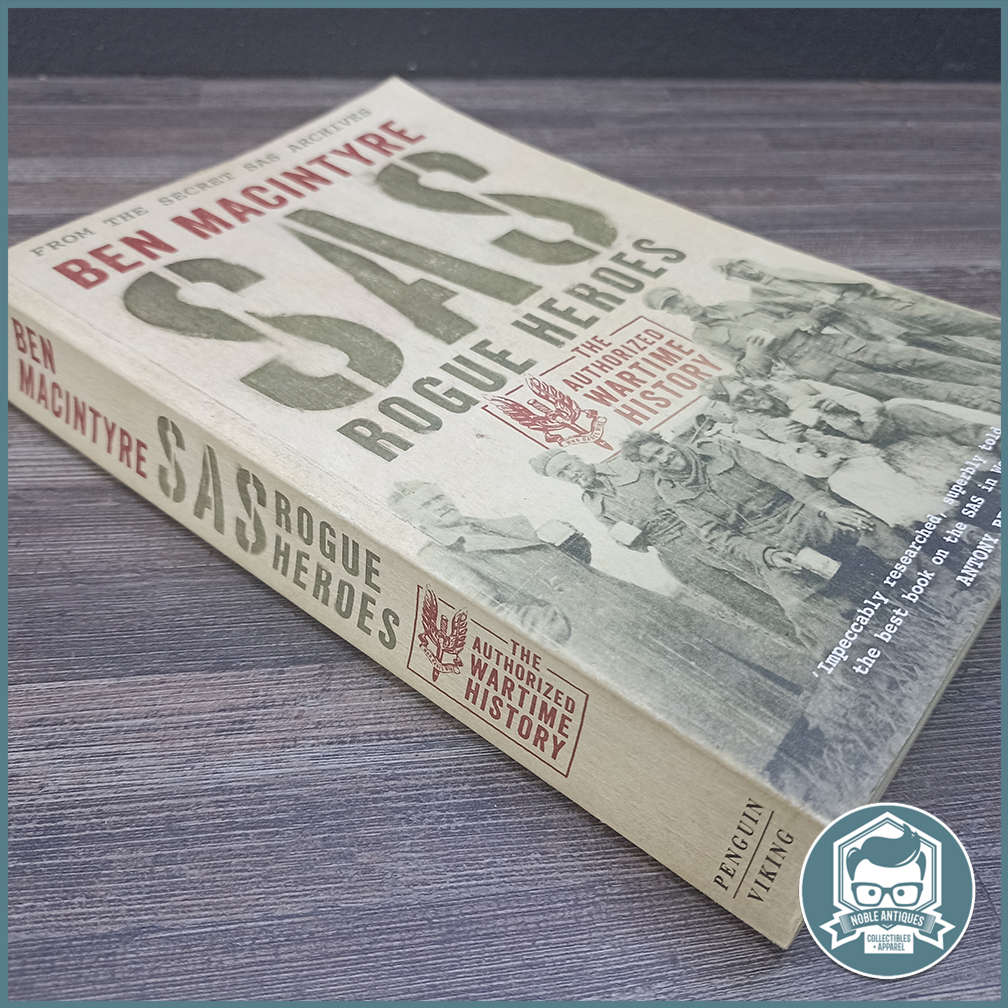 FROM THE SECRET SAS ARCHIVES
BEN MACINTYRE
SAS
ROGUE HEROES
THE
AUTHORIZED
WARTIME
HISTORY
'Impeccably researched, superbly told
the best book on the SAS in
ANTONY
BEN
MACINTYRE
SAS
ROGUE
HEROES
THE
AUTHORIZED
WARTIME
HISTORY
PENGUIN
VIKING
NOBLE ANTIQUES
COLLECTIBLES
+ APPAREL